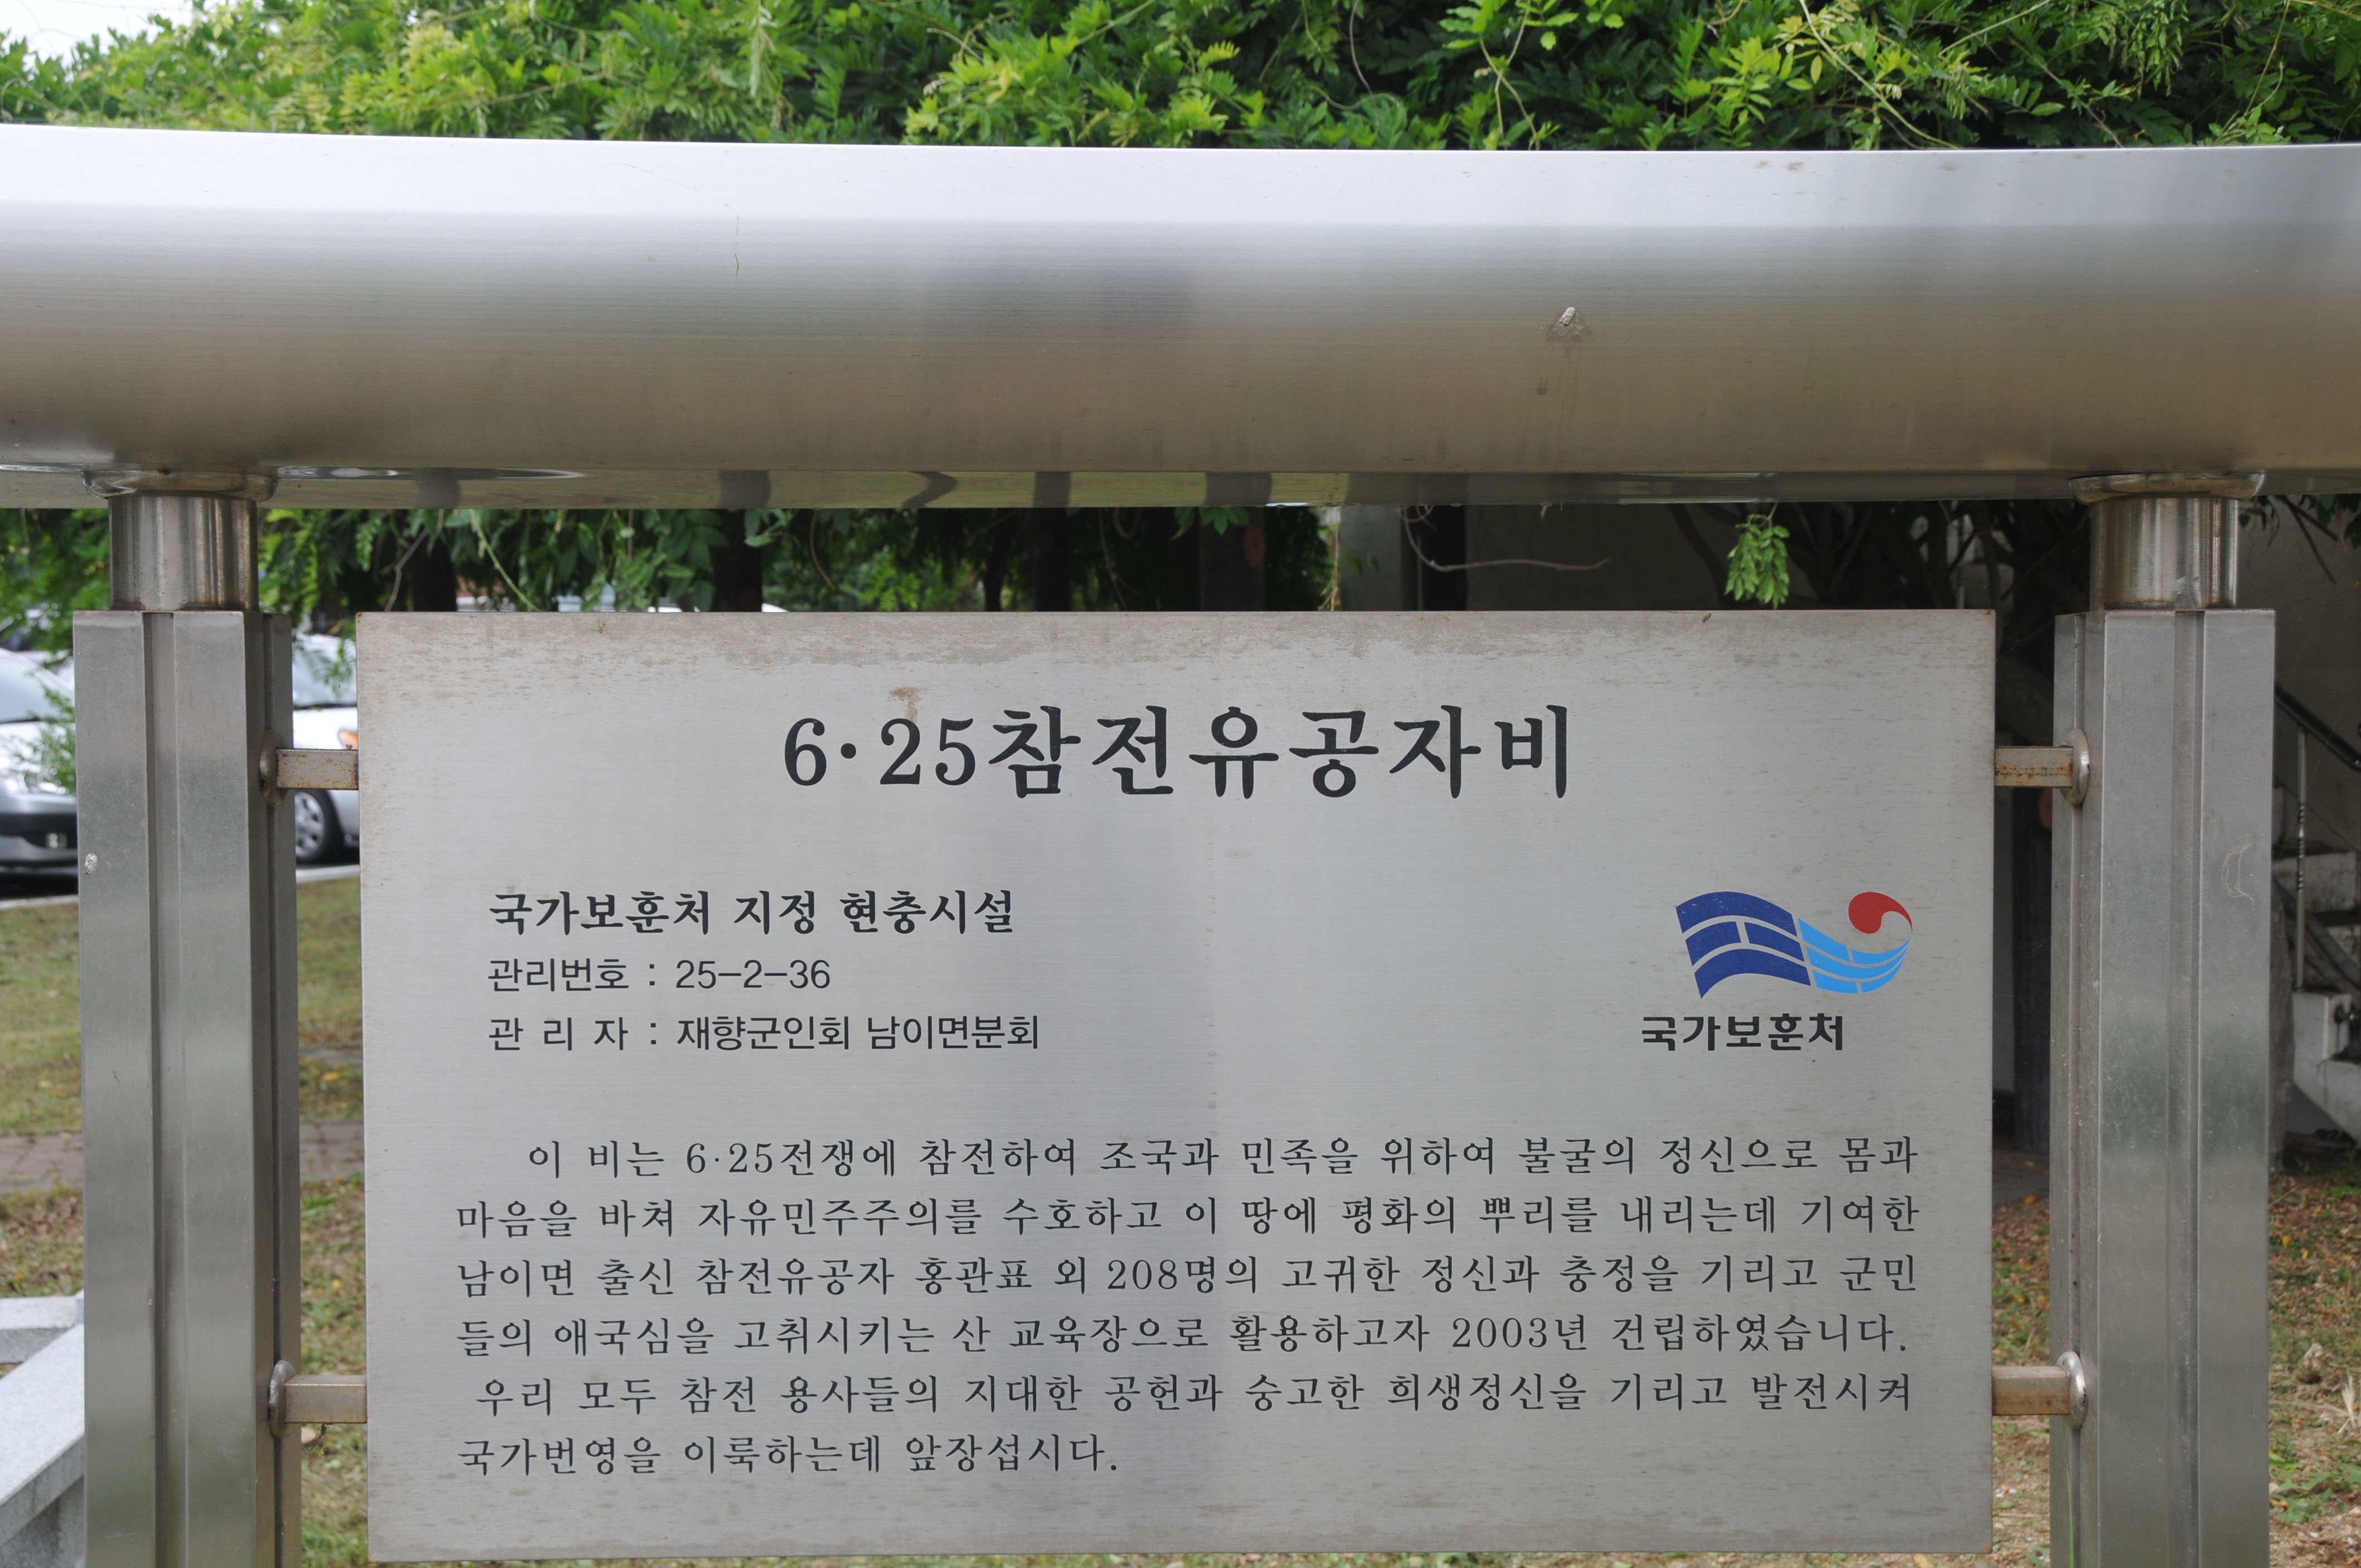 6·25참전유공자비
국가보훈처 지정 현충시설
관리번호 : 25-2-36
관 리 자 : 재향군인회 남이면분회
국가보훈처
이 비는 6·25전쟁에 참전하여 조국과 민족을 위하여 불굴의 정신으로 몸과
마음을 바쳐 자유민주주의를 수호하고 이 땅에 평화의 뿌리를 내리는데 기여한
남이면 출신 참전유공자 홍관표 외 208명의 고귀한 정신과 충정을 기리고 군민
들의 애국심을 고취시키는 산 교육장으로 활용하고자 2003년 건립하였습니다.
우리 모두 참전 용사들의 지대한 공헌과 숭고한 희생정신을 기리고 발전시켜
국가번영을 이룩하는데 앞장섭시다.